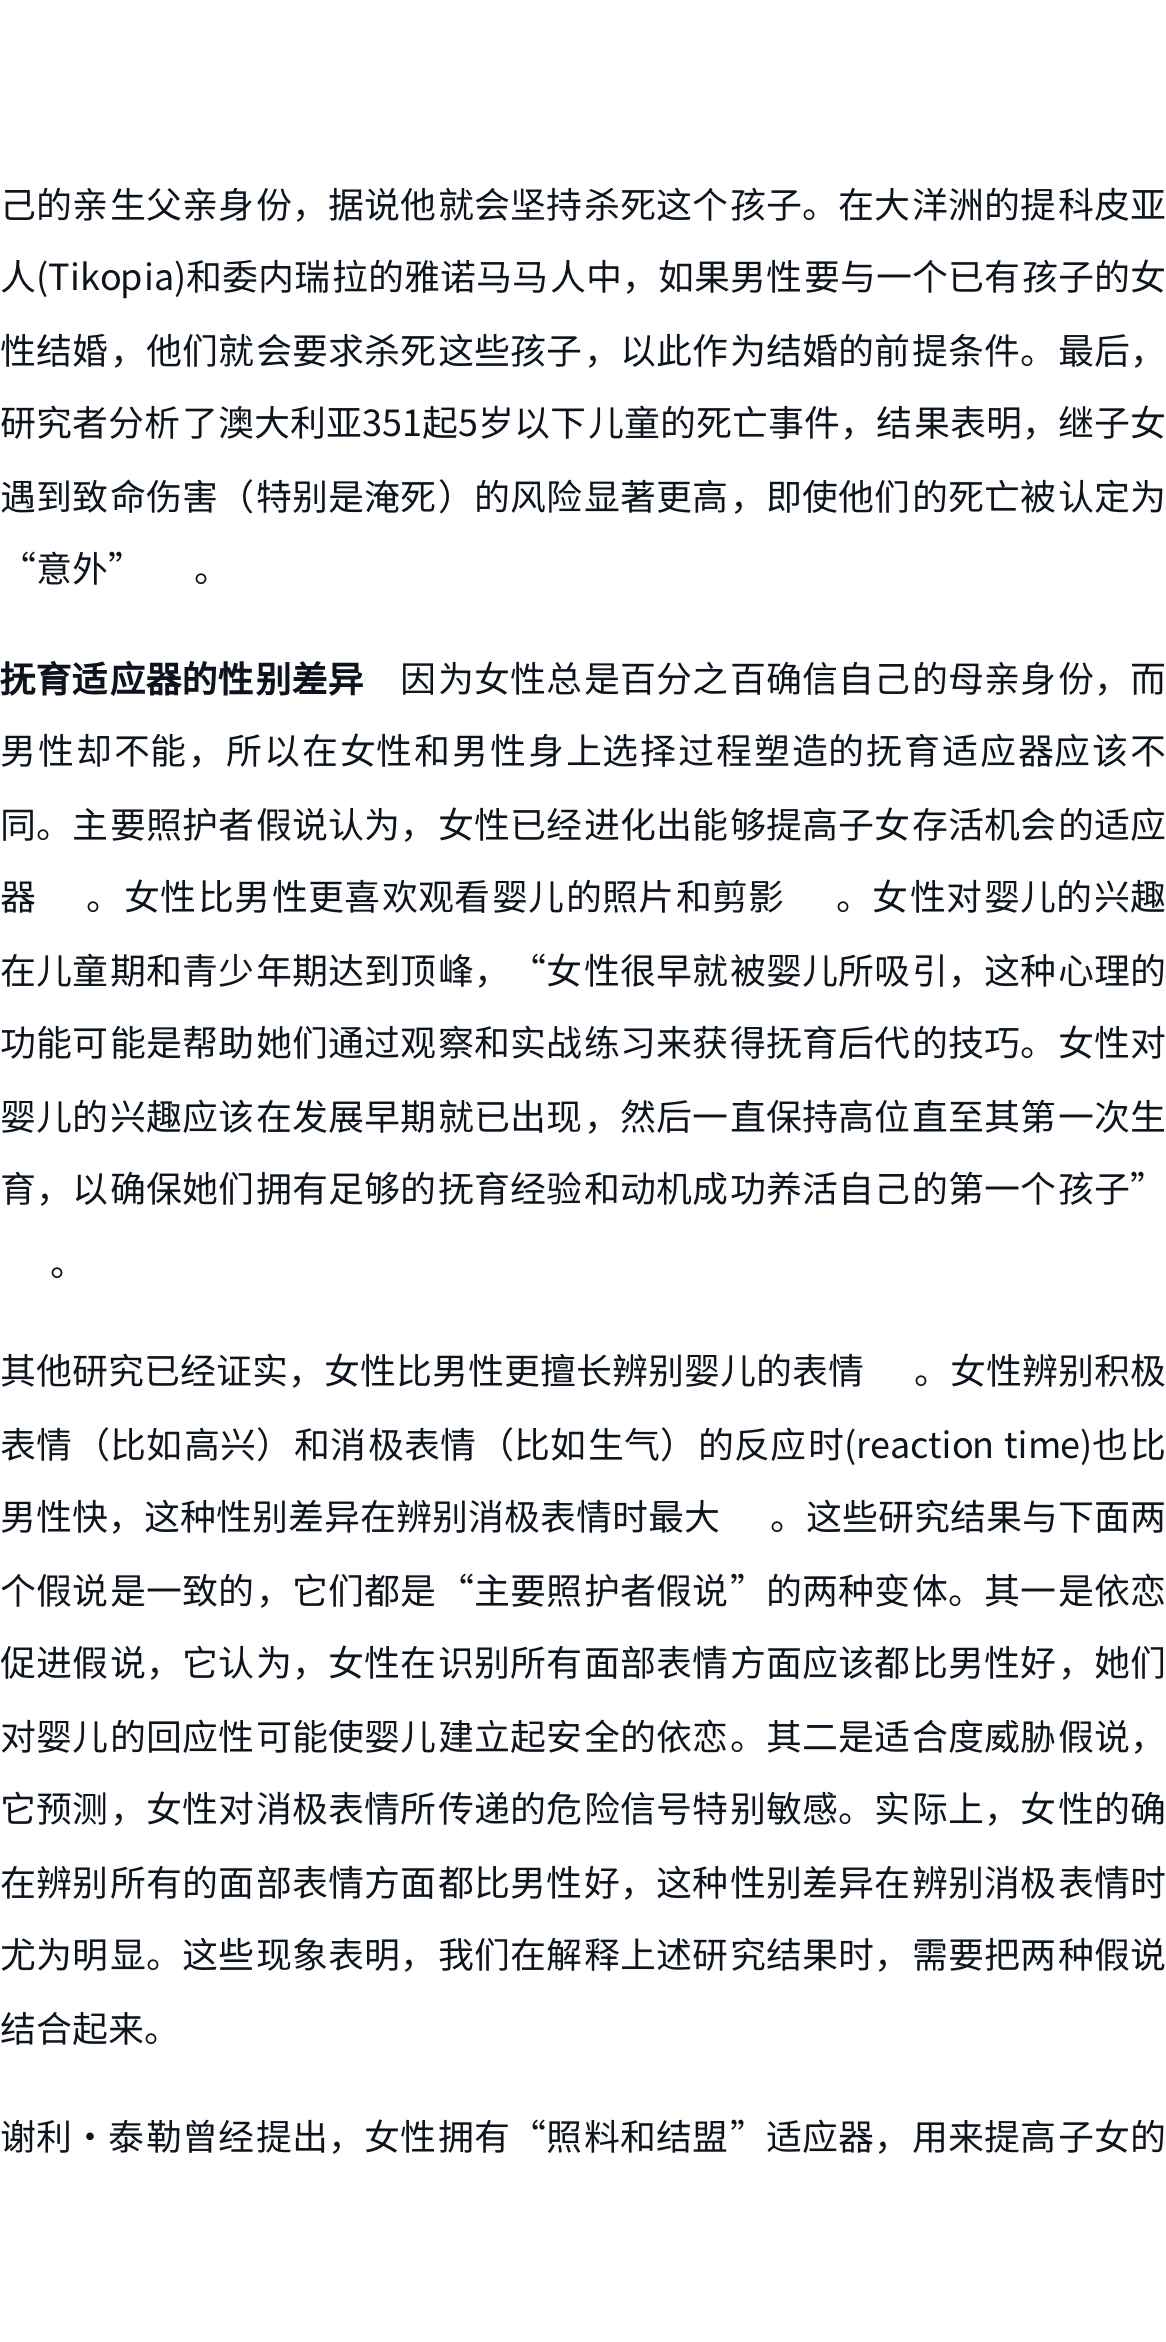 己的亲生父亲身份，据说他就会坚持杀死这个孩子。在大洋洲的提科皮亚
人(Tikopia)和委内瑞拉的雅诺马马人中，如果男性要与一个已有孩子的女
性结婚，他们就会要求杀死这些孩子，以此作为结婚的前提条件。最后，
研究者分析了澳大利亚351起5岁以下儿童的死亡事件，结果表明，继子女
遇到致命伤害（特别是淹死）的风险显著更高，即使他们的死亡被认定为
“意外”　。
抚育适应器的性别差异　因为女性总是百分之百确信自己的母亲身份，而
男性却不能，所以在女性和男性身上选择过程塑造的抚育适应器应该不
同。主要照护者假说认为，女性已经进化出能够提高子女存活机会的适应
器　。女性比男性更喜欢观看婴儿的照片和剪影　。女性对婴儿的兴趣
在儿童期和青少年期达到顶峰，“女性很早就被婴儿所吸引，这种心理的
功能可能是帮助她们通过观察和实战练习来获得抚育后代的技巧。女性对
婴儿的兴趣应该在发展早期就已出现，然后一直保持高位直至其第一次生
育，以确保她们拥有足够的抚育经验和动机成功养活自己的第一个孩子”
。
其他研究已经证实，女性比男性更擅长辨别婴儿的表情　。女性辨别积极
表情（比如高兴）和消极表情（比如生气）的反应时(reaction time)也比
男性快，这种性别差异在辨别消极表情时最大　。这些研究结果与下面两
个假说是一致的，它们都是“主要照护者假说”的两种变体。其一是依恋
促进假说，它认为，女性在识别所有面部表情方面应该都比男性好，她们
对婴儿的回应性可能使婴儿建立起安全的依恋。其二是适合度威胁假说，
它预测，女性对消极表情所传递的危险信号特别敏感。实际上，女性的确
在辨别所有的面部表情方面都比男性好，这种性别差异在辨别消极表情时
尤为明显。这些现象表明，我们在解释上述研究结果时，需要把两种假说
结合起来。
谢利·泰勒曾经提出，女性拥有“照料和结盟”适应器，用来提高子女的